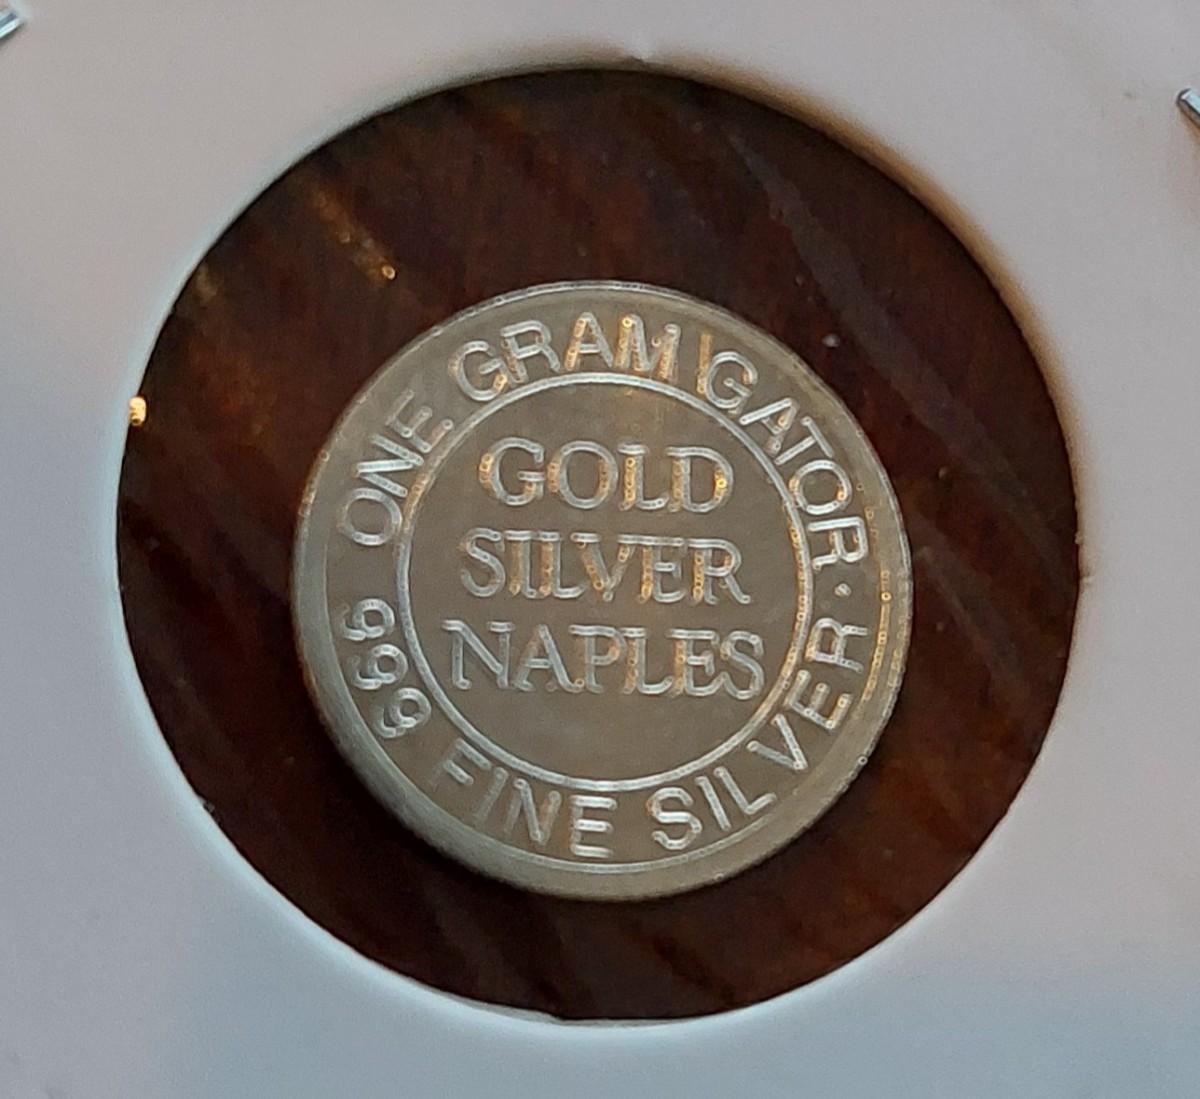 ONE GRAM GATOR ·
GOLD
SILVER
NAPLES
999 FINE SILVER